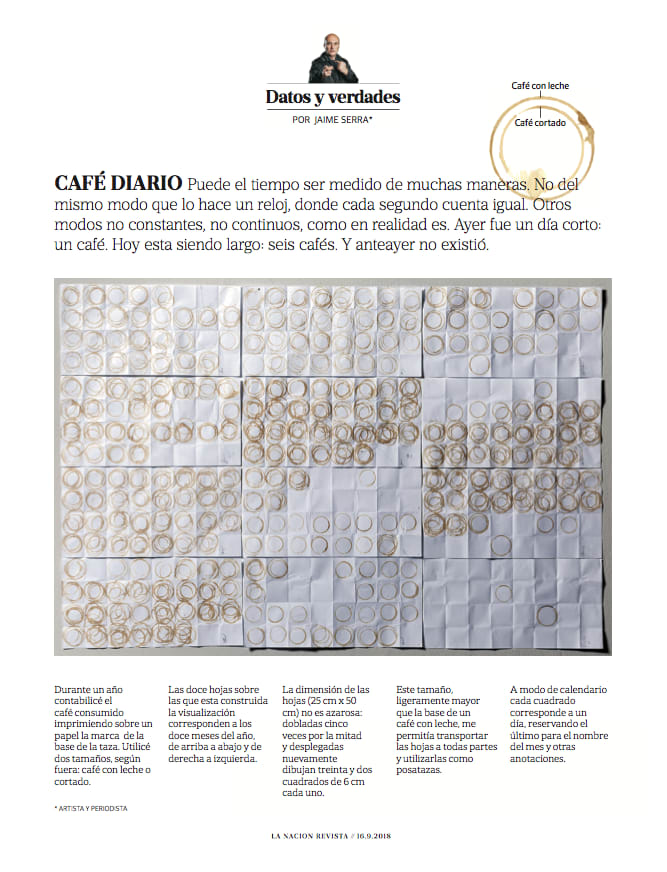 Datos y verdades
POR JAIME SERRA*
Café con leche
Café cortado
CAFÉ DIARIO Puede el tiempo ser medido de muchas maneras. No del
mismo modo que lo hace un reloj, donde cada segundo cuenta igual. Otros
modos no constantes, no continuos, como en realidad es. Ayer fue un día corto:
un café. Hoy esta siendo largo: seis cafés. Y anteayer no existió.
Durante un año
contabilicé el
café consumido
imprimiendo sobre un
papel la marca de la
base de la taza. Utilicé
dos tamaños, según
fuera: café con leche o
cortado.
Las doce hojas sobre
las que esta construida
la visualización
corresponden a los
doce meses del año,
de arriba a abajo y de
derecha a izquierda.
La dimensión de las
hojas (25 cm x 50
cm) no es azarosa:
dobladas cinco
veces por la mitad
y desplegadas
nuevamente
dibujan treinta y dos
cuadrados de 6 cm
cada uno.
Este tamaño,
ligeramente mayor
que la base de un
café con leche, me
permitía transportar
las hojas a todas partes
y utilizarlas como
posatazas.
A modo de calendario
cada cuadrado
corresponde a un
día, reservando el
último para el nombre
del mes y otras
anotaciones.
* ARTISTA Y PERIODISTA
LA NACION REVISTA // 16.9.2018